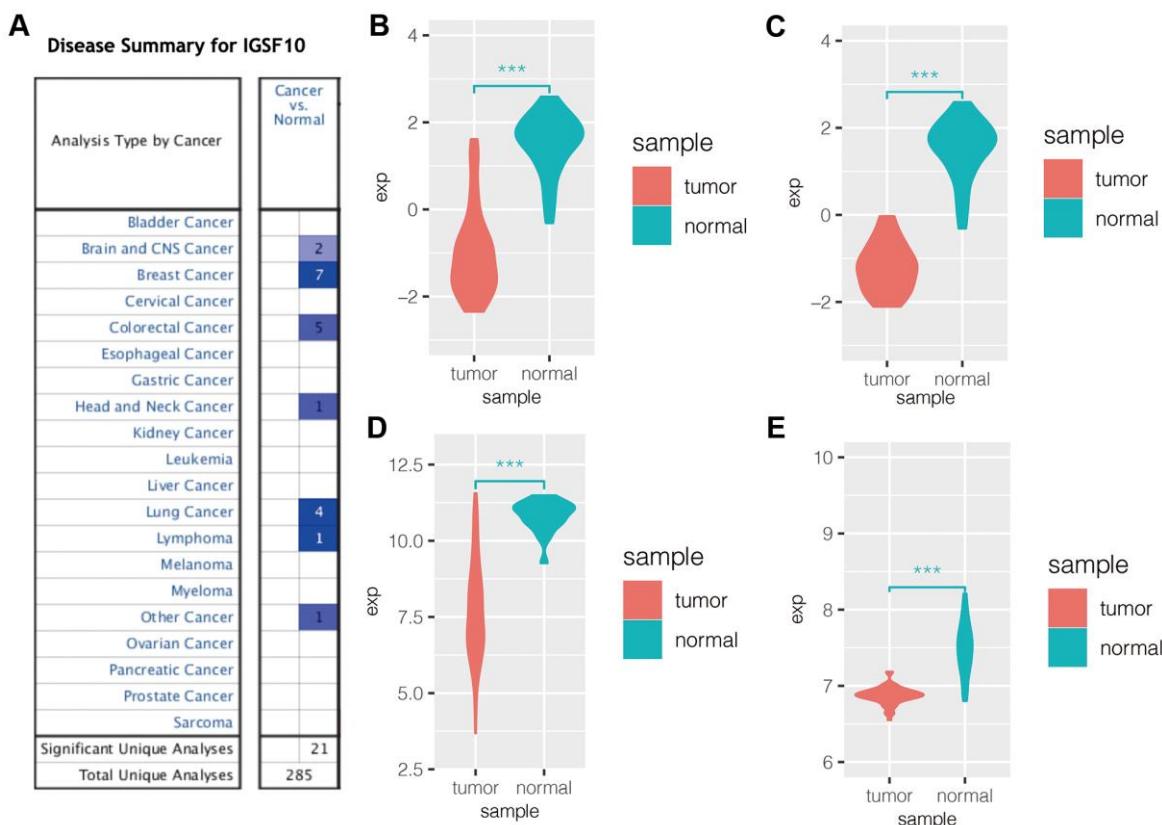 A
Disease Summary for IGSF10
Analysis Type by Cancer
Cancer
vs.
Normal
Bladder Cancer
Brain and CNS Cancer 2
Breast Cancer 7
Cervical Cancer
Colorectal Cancer 5
Esophageal Cancer
Gastric Cancer
Head and Neck Cancer 1
Kidney Cancer
Leukemia
Liver Cancer
Lung Cancer 4
Lymphoma 1
Melanoma
Myeloma
Other Cancer 1
Ovarian Cancer
Pancreatic Cancer
Prostate Cancer
Sarcoma
Significant Unique Analyses 21
Total Unique Analyses 285
B
4
2
0
−2
exp
***
tumor normal
sample
sample
tumor
normal
C
4
2
0
−2
exp
***
tumor normal
sample
sample
tumor
normal
D
12.5
10.0
7.5
5.0
2.5
exp
***
tumor normal
sample
sample
tumor
normal
E
10
9
8
7
6
exp
***
tumor normal
sample
sample
tumor
normal